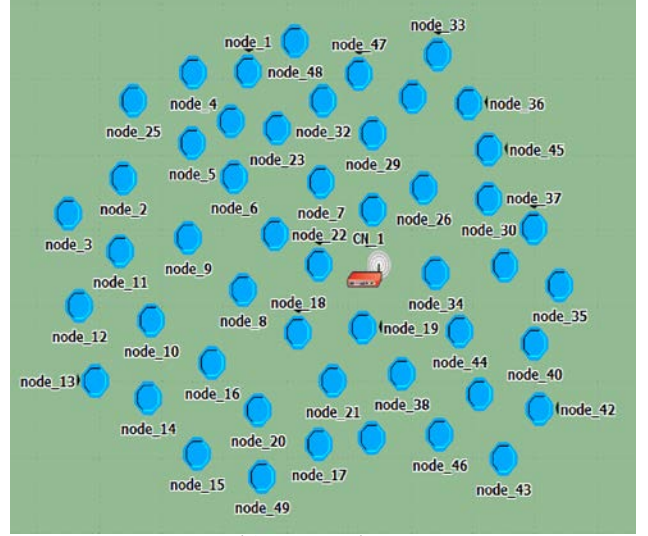 node_33
node_1
node_47
node_48
node_4
node_36
node_25
node_32
node_23
node_29
node_45
node_5
node_37
node_2
node_6
node_7
node_26
node_30
node_3
node_22
CN_1
node_11
node_9
node_18
node_34
node_35
node_12
node_8
node_10
node_19
node_44
node_40
node_13
node_16
node_21
node_38
node_42
node_14
node_20
node_17
node_46
node_15
node_43
node_49